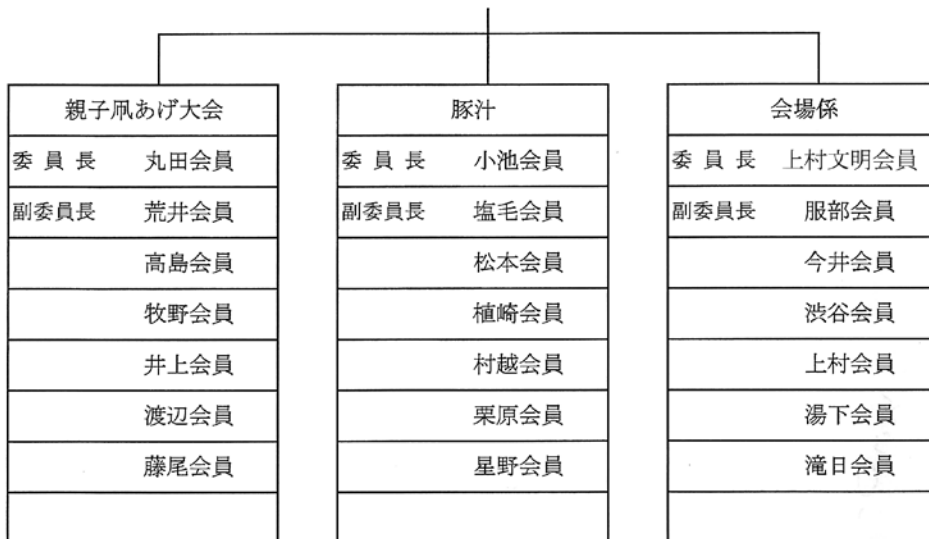 親子凧あげ大会
委員長 丸田会員
副委員長 荒井会員
高島会員
牧野会員
井上会員
渡辺会員
藤尾会員
豚汁
委員長 小池会員
副委員長 塩毛会員
松本会員
植崎会員
村越会員
栗原会員
星野会員
会場係
委員長 上村文明会員
副委員長 服部会員
今井会員
渋谷会員
上村会員
湯下会員
滝日会員